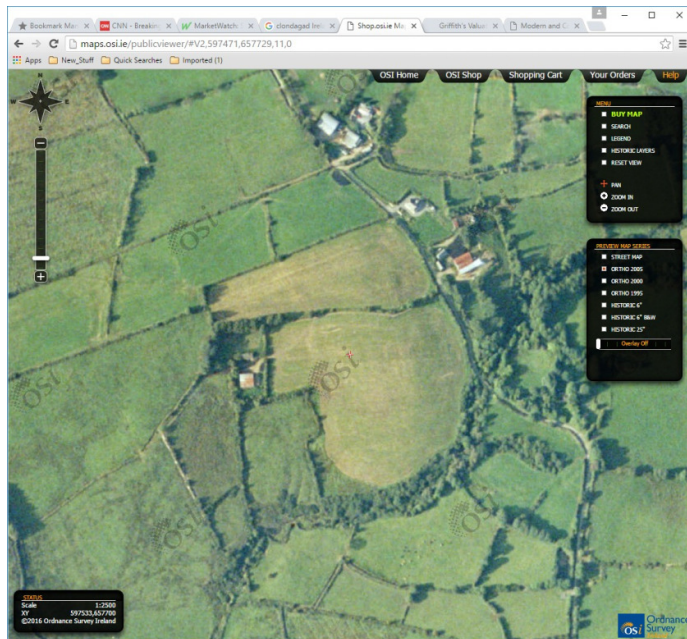 Bookmark Man
CNN - Breakin
MarketWatch:
clondagad Irel
Shop.osi.ie Ma
Griffith's Valua
Modern and G
maps.osi.ie/publicviewer/#V2,597471,657729,11,0
Apps New_Stuff Quick Searches Imported (1)
OSI Home OSI Shop Shopping Cart Your Orders Help
N
W E
S
MENU
BUY MAP
SEARCH
LEGEND
HISTORIC LAYERS
RESET VIEW
PAN
ZOOM IN
ZOOM OUT
PREVIEW MAP SERIES
STREET MAP
ORTHO 2005
ORTHO 2000
ORTHO 1995
HISTORIC 6"
HISTORIC 6" B&W
HISTORIC 25"
Overlay Off
OSi
OSi
OSi
OSi
OSi
OSi
OSi
STATUS
Scale 1:2500
XY 597533,657700
©2016 Ordnance Survey Ireland
OSi Ordnance
Survey